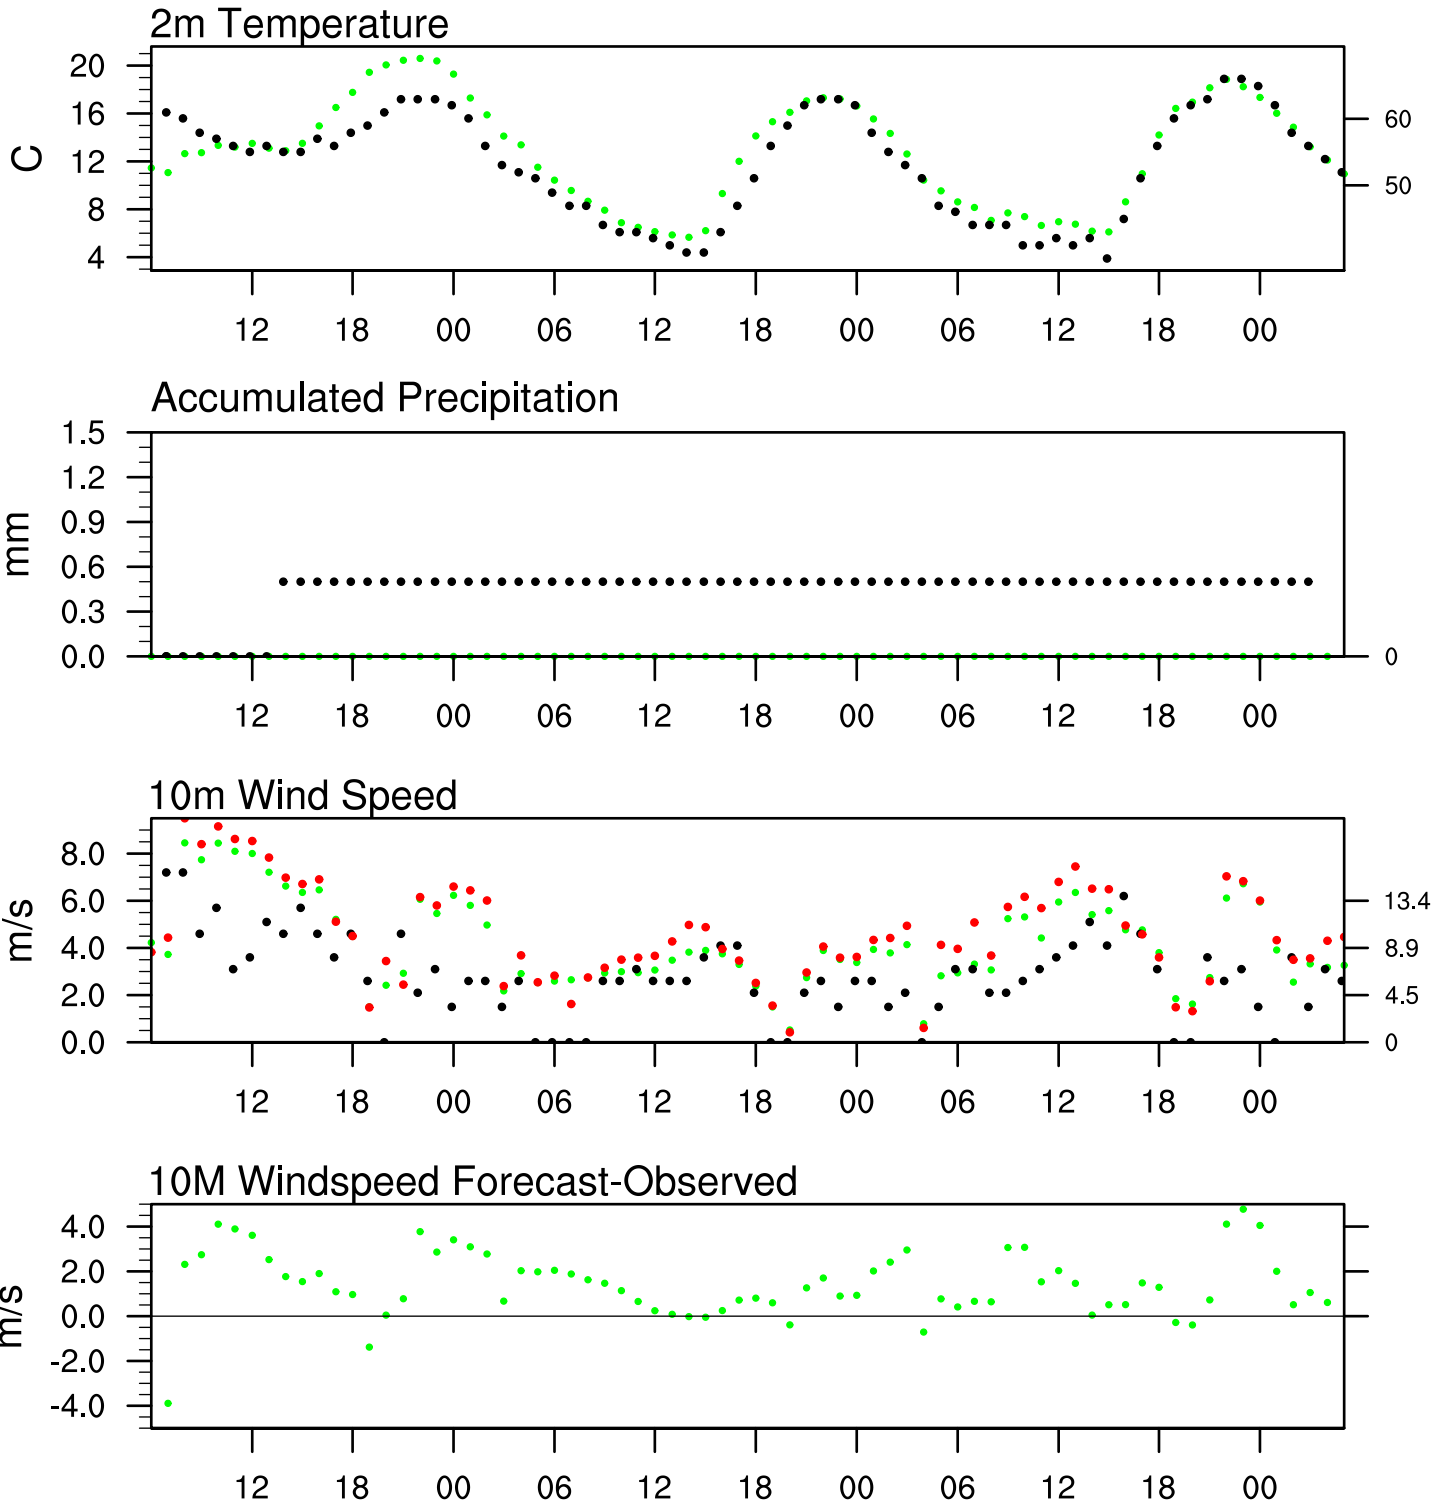 2m Temperature
20
16
12
8
4
C
60
50
12 18 00 06 12 18 00 06 12 18 00
Accumulated Precipitation
1.5
1.2
0.9
0.6
0.3
0.0
mm
0
12 18 00 06 12 18 00 06 12 18 00
10m Wind Speed
8.0
6.0
4.0
2.0
0.0
m/s
13.4
8.9
4.5
0
12 18 00 06 12 18 00 06 12 18 00
10M Windspeed Forecast-Observed
4.0
2.0
0.0
-2.0
-4.0
m/s
12 18 00 06 12 18 00 06 12 18 00